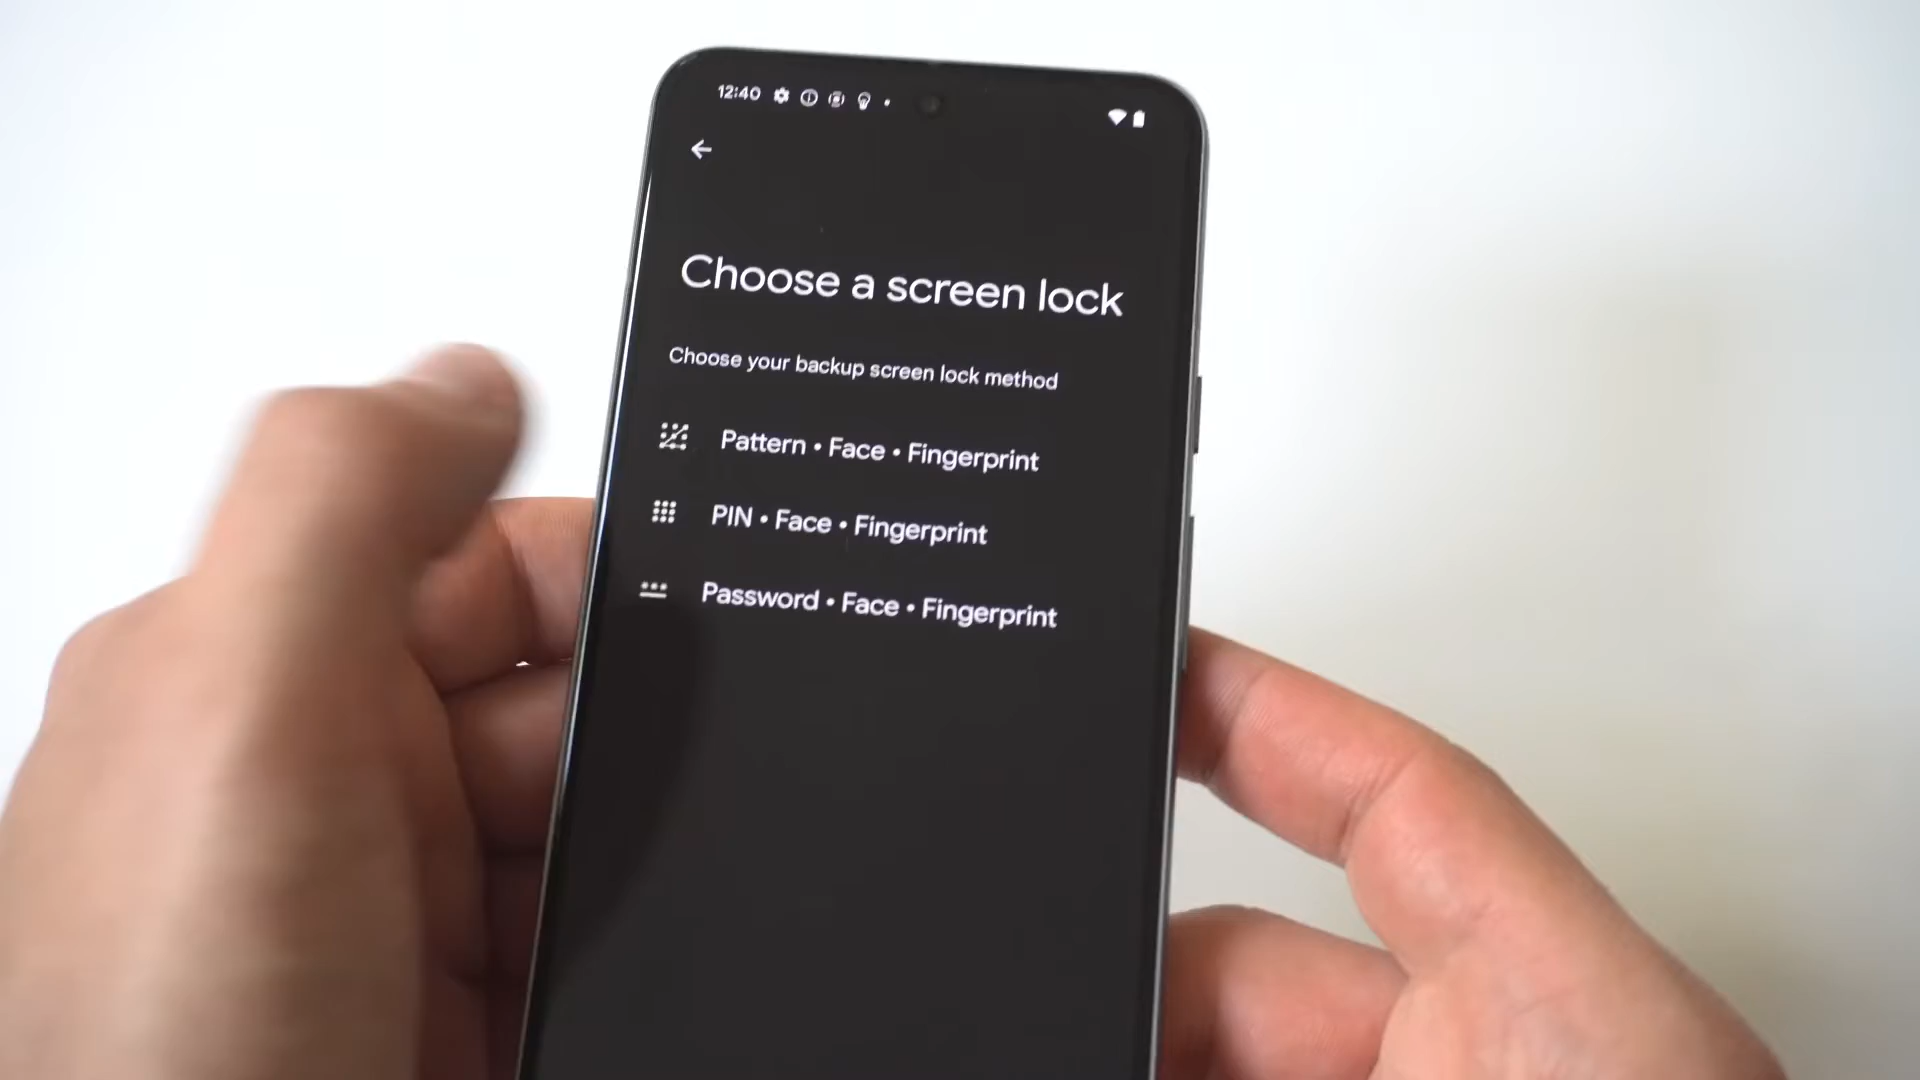 12:40
Choose a screen lock
Choose your backup screen lock method
Pattern • Face • Fingerprint
PIN • Face • Fingerprint
Password • Face • Fingerprint